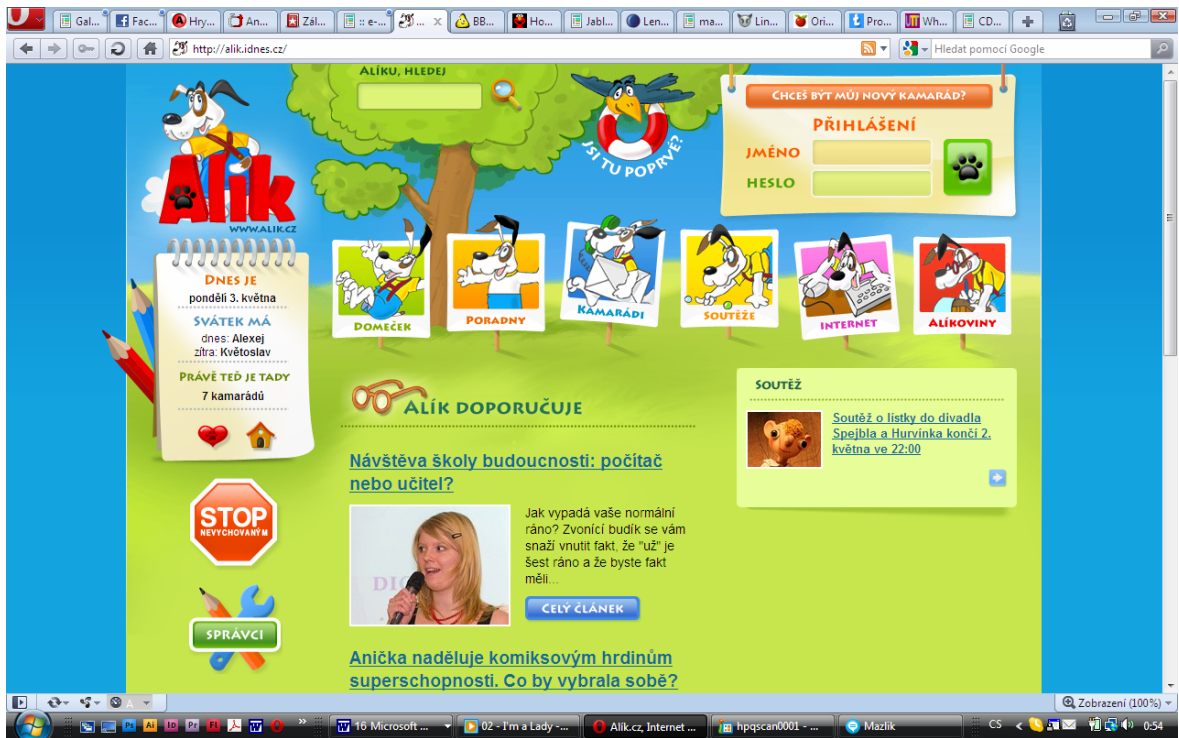 Gal...
Fac...
Hry...
An...
Zál...
:: e-...
BB...
Ho...
Jabl...
Len...
ma...
Lin...
Ori...
Pro...
Wh...
CD...
http://alik.idnes.cz/
Hledat pomocí Google
ALÍKU, HLEDEJ
JSI TU POPRVÉ?
CHCEŠ BÝT MŮJ NOVÝ KAMARÁD?
PŘIHLÁŠENÍ
JMÉNO
HESLO
Alík
WWW.ALIK.CZ
DNES JE
pondělí 3. května
SVÁTEK MÁ
dnes: Alexej
zítra: Květoslav
PRÁVĚ TEĎ JE TADY
7 kamarádů
DOMEČEK
PORADNY
KAMARÁDI
SOUTĚŽE
INTERNET
ALÍKOVINY
STOP
NEVYCHOVANÝM
SPRÁVCI
ALÍK DOPORUČUJE
Návštěva školy budoucnosti: počítač
nebo učitel?
DIG
Jak vypadá vaše normální
ráno? Zvonící budík se vám
snaží vnutit fakt, že "už" je
šest ráno a že byste fakt
měli...
CELÝ ČLÁNEK
Anička naděluje komiksovým hrdinům
superschopnosti. Co by vybrala sobě?
SOUTĚŽ
Soutěž o lístky do divadla
Spejbla a Hurvínka končí 2.
května ve 22:00
Zobrazení (100%)
Ps Ai Id Pr Fl
16 Microsoft ...
02 - I'm a Lady -...
Alík.cz, Internet ...
hpqscan0001 - ...
Mazlik
CS
0:54